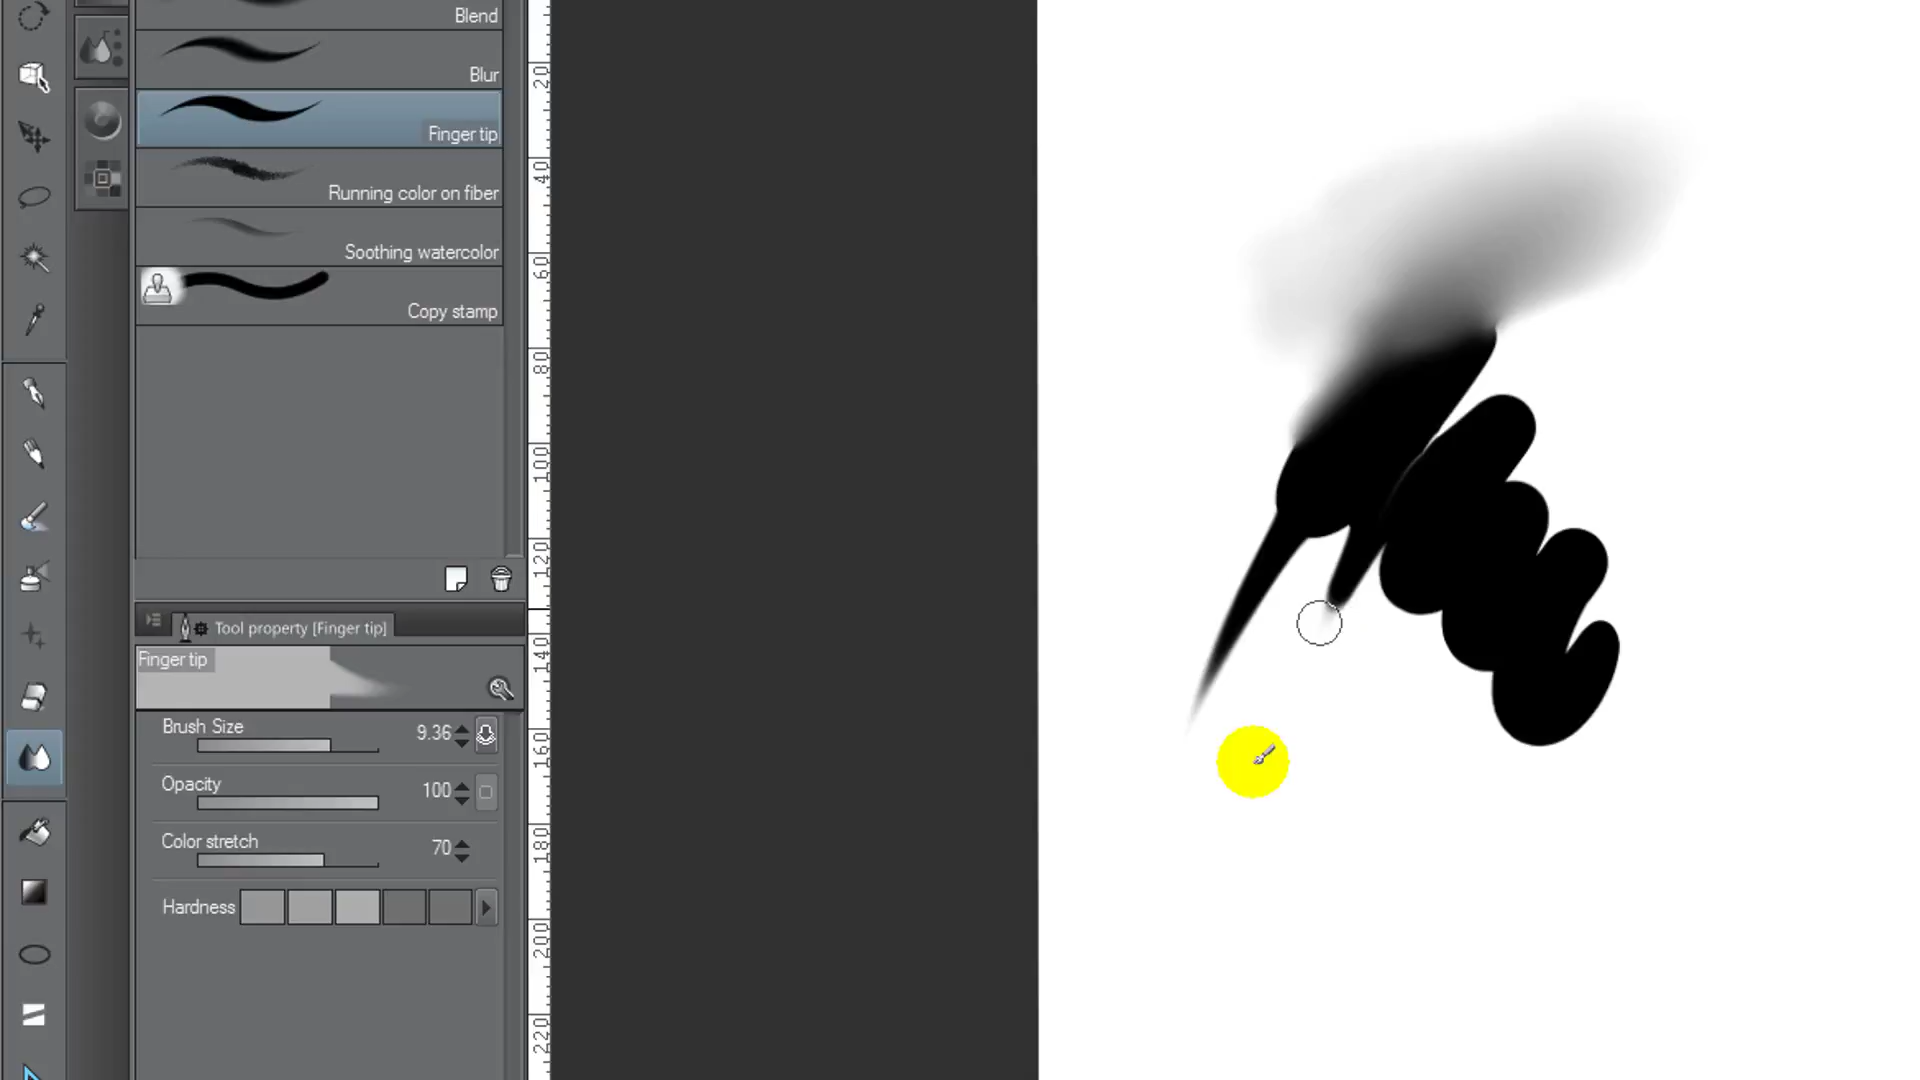 Blend
Blur
Finger tip
Running color on fiber
Soothing watercolor
Copy stamp
Tool property [Finger tip]
Finger tip
Brush Size 9.36
Opacity 100
Color stretch 70
Hardness
20
40
60
80
100
120
140
160
180
200
220